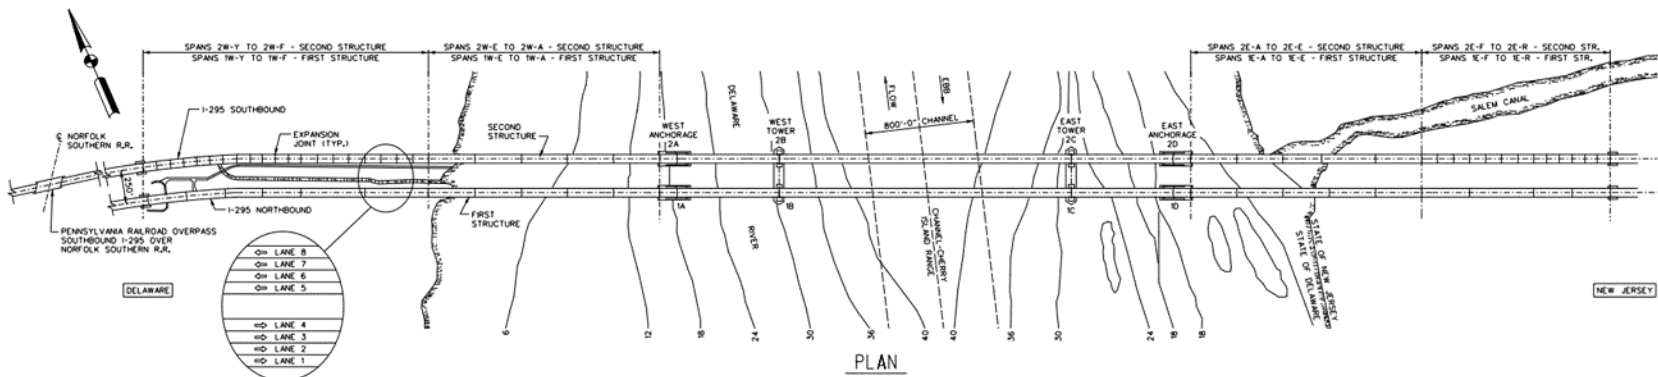 SPANS 2W-Y TO 2W-F - SECOND STRUCTURE
SPANS 1W-Y TO 1W-F - FIRST STRUCTURE
SPANS 2W-E TO 2W-A - SECOND STRUCTURE
SPANS 1W-E TO 1W-A - FIRST STRUCTURE
SPANS 2E-A TO 2E-E - SECOND STRUCTURE
SPANS 1E-A TO 1E-E - FIRST STRUCTURE
SPANS 2E-F TO 2E-R - SECOND STR.
SPANS 1E-F TO 1E-R - FIRST STR.
I-295 SOUTHBOUND
℄ NORFOLK
SOUTHERN R.R.
EXPANSION
JOINT (TYP.)
SECOND
STRUCTURE
WEST
ANCHORAGE
2A
DELAWARE
WEST
TOWER
2B
FLOW
EBB
800'-0" CHANNEL
EAST
TOWER
2C
EAST
ANCHORAGE
2D
SALEM CANAL
250'
I-295 NORTHBOUND
FIRST
STRUCTURE
1A
1B
1C
1D
PENNSYLVANIA RAILROAD OVERPASS
SOUTHBOUND I-295 OVER
NORFOLK SOUTHERN R.R.
RIVER
CHANNEL-CHERRY
ISLAND RANGE
STATE OF NEW JERSEY
STATE OF DELAWARE
LANE 8
LANE 7
LANE 6
LANE 5
LANE 4
LANE 3
LANE 2
LANE 1
DELAWARE
NEW JERSEY
6
12
18
24
30
36
40
40
36
30
24
18
18
PLAN